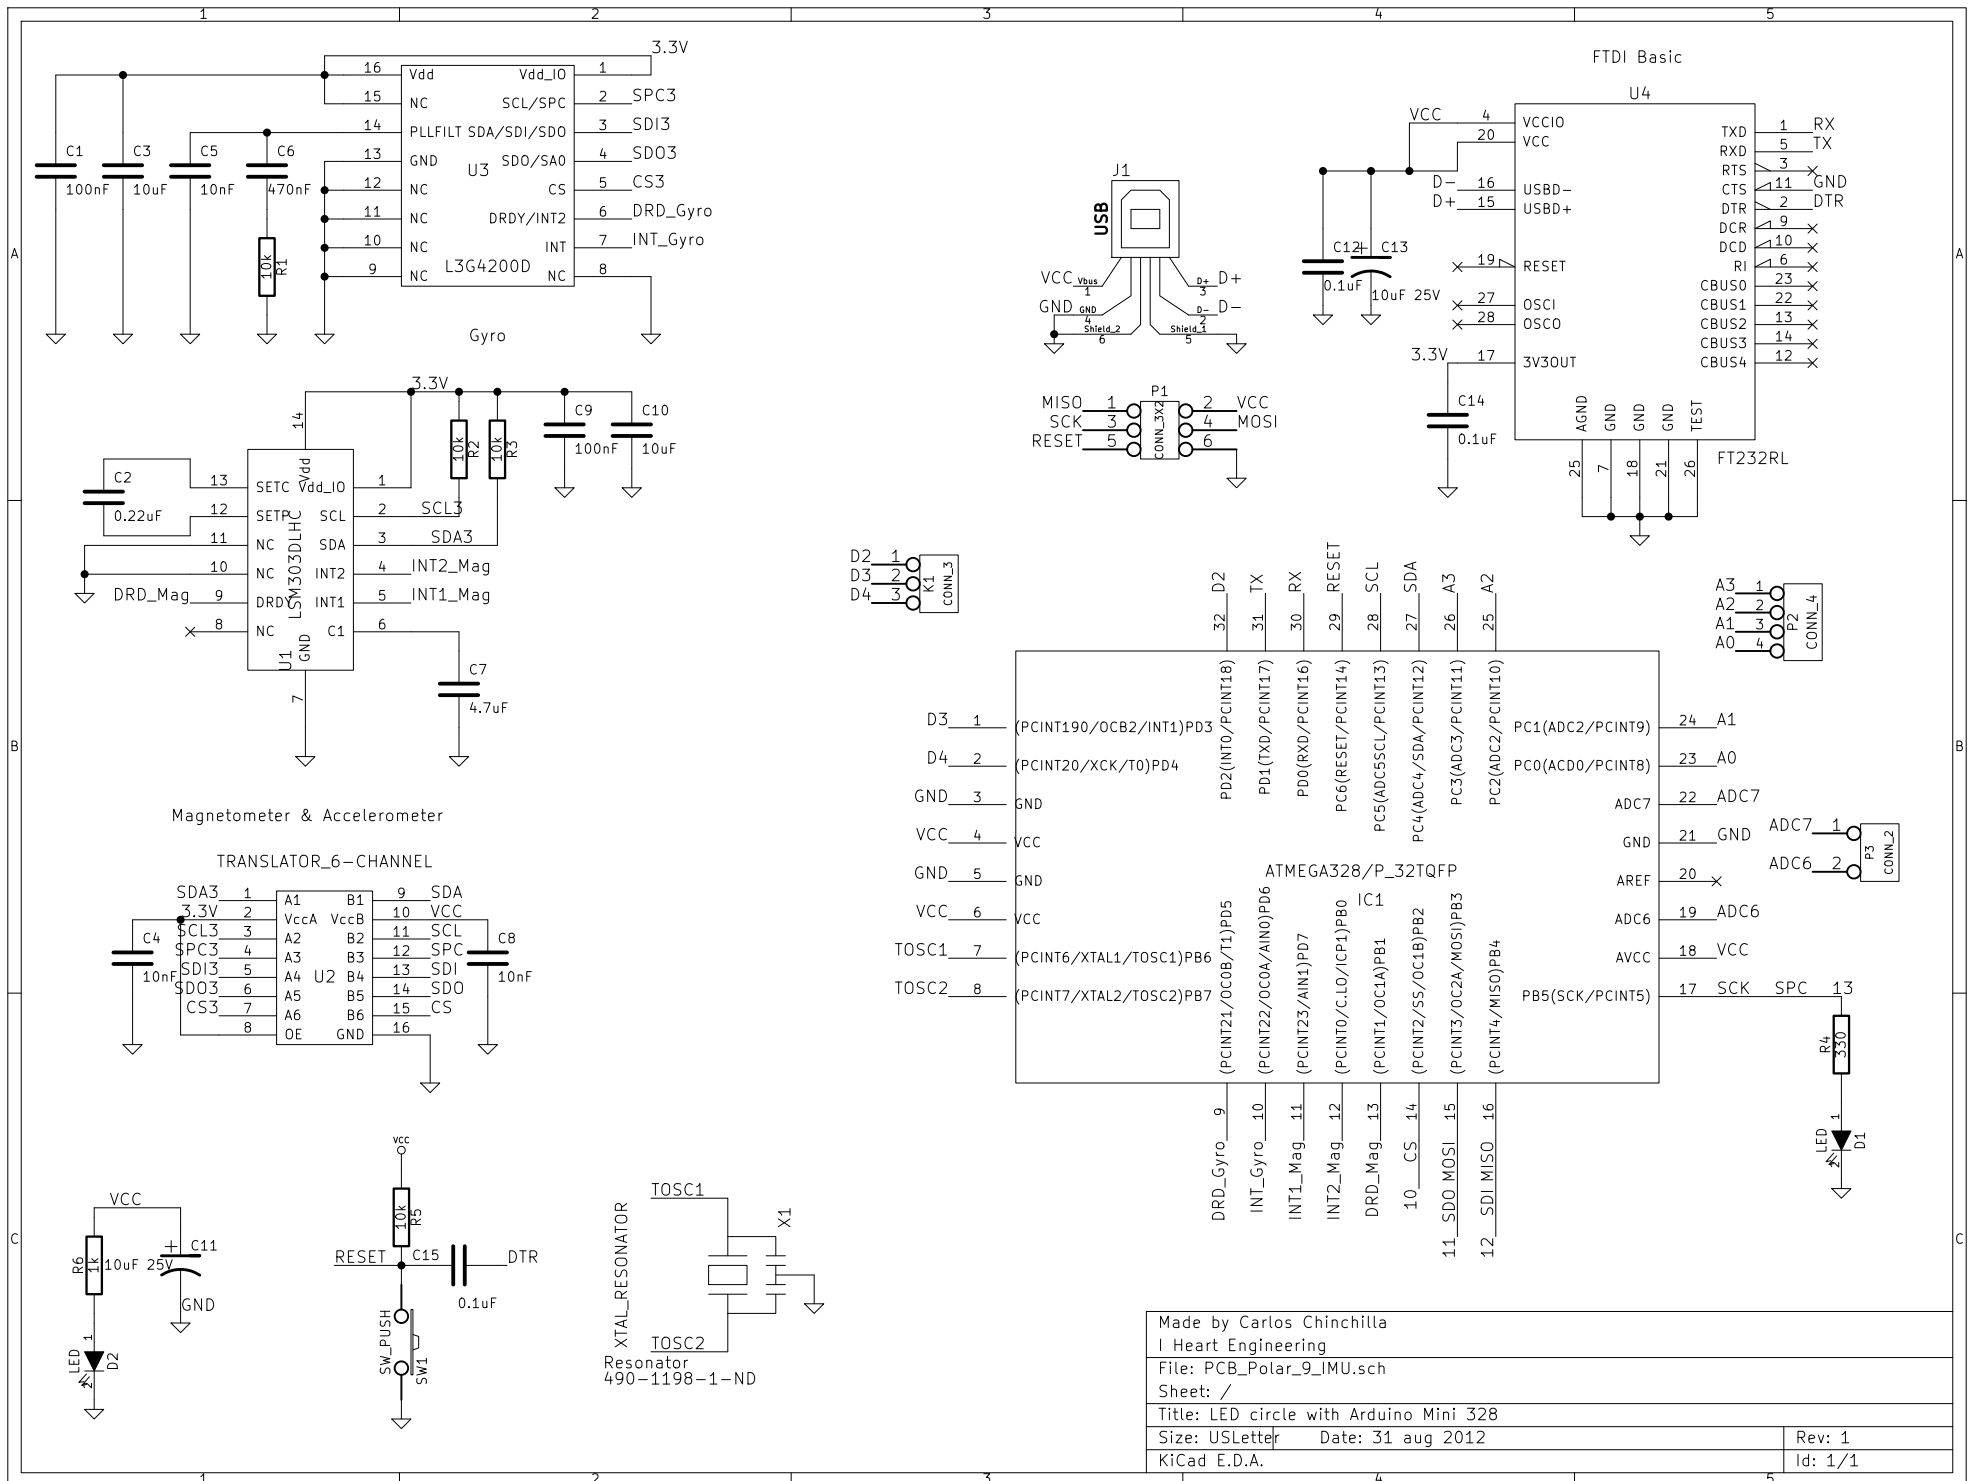 1 2 3 4 5
A
B
C
3.3V
16 Vdd Vdd_IO 1
15 NC SCL/SPC 2 SPC3
14 PLLFILT SDA/SDI/SDO 3 SDI3
13 GND SDO/SA0 4 SDO3
12 NC CS 5 CS3
11 NC DRDY/INT2 6 DRD_Gyro
10 NC INT 7 INT_Gyro
9 NC NC 8
U3
L3G4200D
Gyro
C1
100nF
C3
10uF
C5
10nF
C6
470nF
10k
R1
3.3V
14
Vdd
13 SETC Vdd_IO 1
12 SETP SCL 2 SCL3
11 NC SDA 3 SDA3
10 NC INT2 4 INT2_Mag
DRD_Mag 9 DRDY INT1 5 INT1_Mag
8 NC C1 6
LSM303DLHC
U1
GND
7
C2
0.22uF
10k
R2
10k
R3
C9
100nF
C10
10uF
C7
4.7uF
Magnetometer & Accelerometer
TRANSLATOR_6-CHANNEL
SDA3 1 A1 B1 9 SDA
3.3V 2 VccA VccB 10 VCC
SCL3 3 A2 B2 11 SCL
SPC3 4 A3 B3 12 SPC
SDI3 5 A4 B4 13 SDI
SDO3 6 A5 B5 14 SDO
CS3 7 A6 B6 15 CS
8 OE GND 16
U2
C4
10nF
C8
10nF
VCC
R6
1k
10uF 25V
C11
GND
LED
1
2
D2
vcc
10k
R5
RESET
C15
0.1uF
DTR
SW_PUSH
SW1
TOSC1
XTAL_RESONATOR
X1
TOSC2
Resonator
490-1198-1-ND
J1
USB
VCC Vbus 1
GND GND 4
Shield_2 6
D+ 3 D+
D- 2 D-
Shield_1 5
P1
MISO 1 2 VCC
SCK 3 4 MOSI
RESET 5 6
CONN_3X2
FTDI Basic
U4
VCC 4 VCCIO
20 VCC
D- 16 USBD-
D+ 15 USBD+
19 RESET
27 OSCI
28 OSCO
3.3V 17 3V3OUT
TXD 1 RX
RXD 5 TX
RTS 3
CTS 11 GND
DTR 2 DTR
DCR 9
DCD 10
RI 6
CBUS0 23
CBUS1 22
CBUS2 13
CBUS3 14
CBUS4 12
AGND 25
GND 7
GND 18
GND 21
TEST 26
FT232RL
C12
0.1uF
C13
10uF 25V
C14
0.1uF
D2 1
D3 2
D4 3
K1
CONN_3
A3 1
A2 2
A1 3
A0 4
P2
CONN_4
ADC7 1
ADC6 2
P3
CONN_2
D2 32 PD2(INT0/PCINT18)
TX 31 PD1(TXD/PCINT17)
RX 30 PD0(RXD/PCINT16)
RESET 29 PC6(RESET/PCINT14)
SCL 28 PC5(ADC5SCL/PCINT13)
SDA 27 PC4(ADC4/SDA/PCINT12)
A3 26 PC3(ADC3/PCINT11)
A2 25 PC2(ADC2/PCINT10)
D3 1 (PCINT190/OCB2/INT1)PD3
D4 2 (PCINT20/XCK/T0)PD4
GND 3 GND
VCC 4 VCC
GND 5 GND
VCC 6 VCC
TOSC1 7 (PCINT6/XTAL1/TOSC1)PB6
TOSC2 8 (PCINT7/XTAL2/TOSC2)PB7
PC1(ADC2/PCINT9) 24 A1
PC0(ACD0/PCINT8) 23 A0
ADC7 22 ADC7
GND 21 GND
AREF 20
ADC6 19 ADC6
AVCC 18 VCC
PB5(SCK/PCINT5) 17 SCK SPC 13
ATMEGA328/P_32TQFP
IC1
(PCINT21/OC0B/T1)PD5 9 DRD_Gyro
(PCINT22/OC0A/AIN0)PD6 10 INT_Gyro
(PCINT23/AIN1)PD7 11 INT1_Mag
(PCINT0/C.LO/ICP1)PB0 12 INT2_Mag
(PCINT1/OC1A)PB1 13 DRD_Mag
(PCINT2/SS/OC1B)PB2 14 CS 10
(PCINT3/OC2A/MOSI)PB3 15 SDO MOSI 11
(PCINT4/MISO)PB4 16 SDI MISO 12
R4
330
LED
1
2
D1
Made by Carlos Chinchilla
I Heart Engineering
File: PCB_Polar_9_IMU.sch
Sheet: /
Title: LED circle with Arduino Mini 328
Size: USLetter Date: 31 aug 2012 Rev: 1
KiCad E.D.A. Id: 1/1
A
B
C
1 2 3 4 5